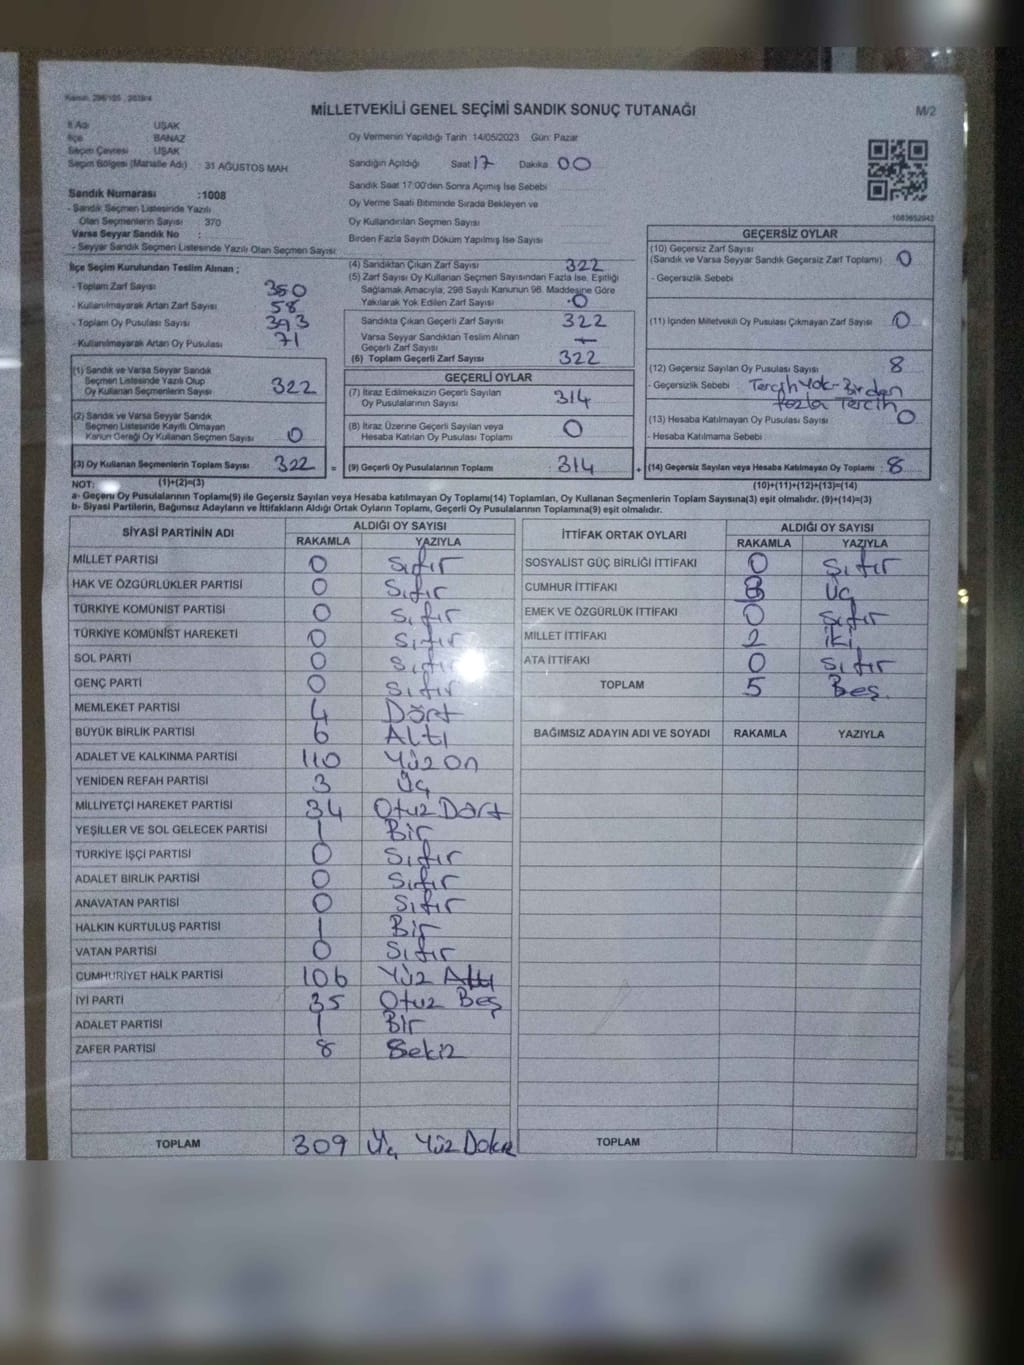 MİLLETVEKİLİ GENEL SEÇİMİ SANDIK SONUÇ TUTANAĞI
M/2
İl Adı UŞAK
İlçe BANAZ
Seçim Çevresi UŞAK
Seçim Bölgesi (Mahalle Adı) : 31 AĞUSTOS MAH
Sandık Numarası :1008
- Sandık Seçmen Listesinde Yazılı
Olan Seçmenlerin Sayısı : 370
Varsa Seyyar Sandık No :
- Seyyar Sandık Seçmen Listesinde Yazılı Olan Seçmen Sayısı
Oy Vermenin Yapıldığı Tarih 14/05/2023 Gün: Pazar
Sandığın Açıldığı Saat 17 Dakika 00
Sandık Saat 17:00'den Sonra Açımış İse Sebebi
Oy Verme Saati Bitiminde Sırada Bekleyen ve
Oy Kullandırılan Seçmen Sayısı
Birden Fazla Sayım Döküm Yapılmış İse Sayısı
1083652942
İlçe Seçim Kurulundan Teslim Alınan ;
- Toplam Zarf Sayısı 350
- Kullanılmayarak Artan Zarf Sayısı 58
- Toplam Oy Pusulası Sayısı 393
- Kullanılmayarak Artan Oy Pusulası 71
(4) Sandıktan Çıkan Zarf Sayısı 322
(5) Zarf Sayısı Oy Kullanan Seçmen Sayısından Fazla İse, Eşitliği
Sağlamak Amacıyla, 298 Sayılı Kanunun 98. Maddesine Göre
Yakılarak Yok Edilen Zarf Sayısı 0
Sandıkta Çıkan Geçerli Zarf Sayısı 322
Varsa Seyyar Sandıktan Teslim Alınan
Geçerli Zarf Sayısı
(6) Toplam Geçerli Zarf Sayısı 322
GEÇERSİZ OYLAR
(10) Geçersiz Zarf Sayısı
(Sandık ve Varsa Seyyar Sandık Geçersiz Zarf Toplamı) 0
- Geçersizlik Sebebi
(11) İçinden Milletvekili Oy Pusulası Çıkmayan Zarf Sayısı 0
(12) Geçersiz Sayılan Oy Pusulası Sayısı 8
- Geçersizlik Sebebi Tercih Yok - Birden
fazla Tercih
(13) Hesaba Katılmayan Oy Pusulası Sayısı 0
- Hesaba Katılmama Sebebi
(1) Sandık ve Varsa Seyyar Sandık
Seçmen Listesinde Yazılı Olup
Oy Kullanan Seçmenlerin Sayısı 322
(2) Sandık ve Varsa Seyyar Sandık
Seçmen Listesinde Kayıtlı Olmayan
Kanun Gereği Oy Kullanan Seçmen Sayısı 0
GEÇERLİ OYLAR
(7) İtiraz Edilmeksizin Geçerli Sayılan
Oy Pusulalarının Sayısı 314
(8) İtiraz Üzerine Geçerli Sayılan veya
Hesaba Katılan Oy Pusulası Toplamı 0
(3) Oy Kullanan Seçmenlerin Toplam Sayısı 322 = (9) Geçerli Oy Pusulalarının Toplamı : 314 + (14) Geçersiz Sayılan veya Hesaba Katılmayan Oy Toplamı : 8
NOT: (1)+(2)=(3) (10)+(11)+(12)+(13)=(14)
a- Geçerli Oy Pusulalarının Toplamı(9) ile Geçersiz Sayılan veya Hesaba katılmayan Oy Toplamı(14) Toplamları, Oy Kullanan Seçmenlerin Toplam Sayısına(3) eşit olmalıdır. (9)+(14)=(3)
b- Siyasi Partilerin, Bağımsız Adayların ve İttifakların Aldığı Ortak Oyların Toplamı, Geçerli Oy Pusulalarının Toplamına(9) eşit olmalıdır.
SİYASİ PARTİNİN ADI ALDIĞI OY SAYISI
RAKAMLA YAZIYLA
MİLLET PARTİSİ 0 Sıfır
HAK VE ÖZGÜRLÜKLER PARTİSİ 0 Sıfır
TÜRKİYE KOMÜNİST PARTİSİ 0 Sıfır
TÜRKİYE KOMÜNİST HAREKETİ 0 Sıfır
SOL PARTİ 0 Sıfır
GENÇ PARTİ 0 Sıfır
MEMLEKET PARTİSİ 4 Dört
BÜYÜK BİRLİK PARTİSİ 6 Altı
ADALET VE KALKINMA PARTİSİ 110 Yüz on
YENİDEN REFAH PARTİSİ 3 Üç
MİLLİYETÇİ HAREKET PARTİSİ 34 Otuz Dört
YEŞİLLER VE SOL GELECEK PARTİSİ 1 Bir
TÜRKİYE İŞÇİ PARTİSİ 0 Sıfır
ADALET BİRLİK PARTİSİ 0 Sıfır
ANAVATAN PARTİSİ 0 Sıfır
HALKIN KURTULUŞ PARTİSİ 1 Bir
VATAN PARTİSİ 0 Sıfır
CUMHURİYET HALK PARTİSİ 106 Yüz Altı
İYİ PARTİ 35 Otuz Beş
ADALET PARTİSİ 1 Bir
ZAFER PARTİSİ 8 Sekiz
TOPLAM 309 Üç Yüz Dokuz
İTTİFAK ORTAK OYLARI ALDIĞI OY SAYISI
RAKAMLA YAZIYLA
SOSYALİST GÜÇ BİRLİĞİ İTTİFAKI 0 Sıfır
CUMHUR İTTİFAKI 3 Üç
EMEK VE ÖZGÜRLÜK İTTİFAKI 0 Sıfır
MİLLET İTTİFAKI 2 İki
ATA İTTİFAKI 0 Sıfır
TOPLAM 5 Beş
BAĞIMSIZ ADAYIN ADI VE SOYADI RAKAMLA YAZIYLA
TOPLAM